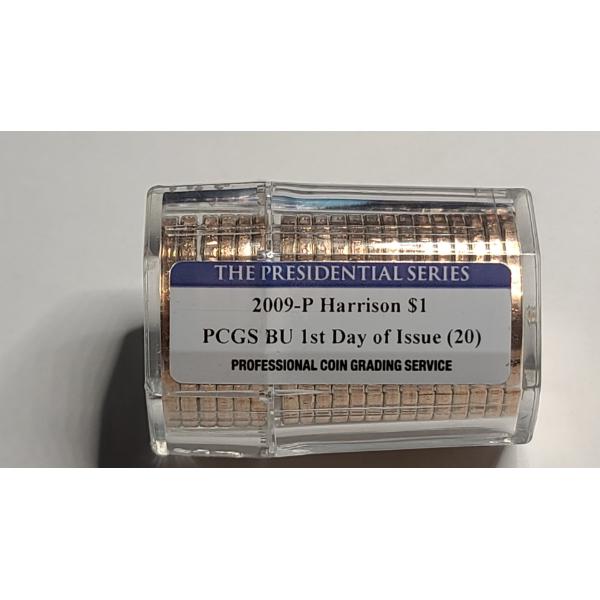 THE PRESIDENTIAL SERIES
2009-P Harrison $1
PCGS BU 1st Day of Issue (20)
PROFESSIONAL COIN GRADING SERVICE